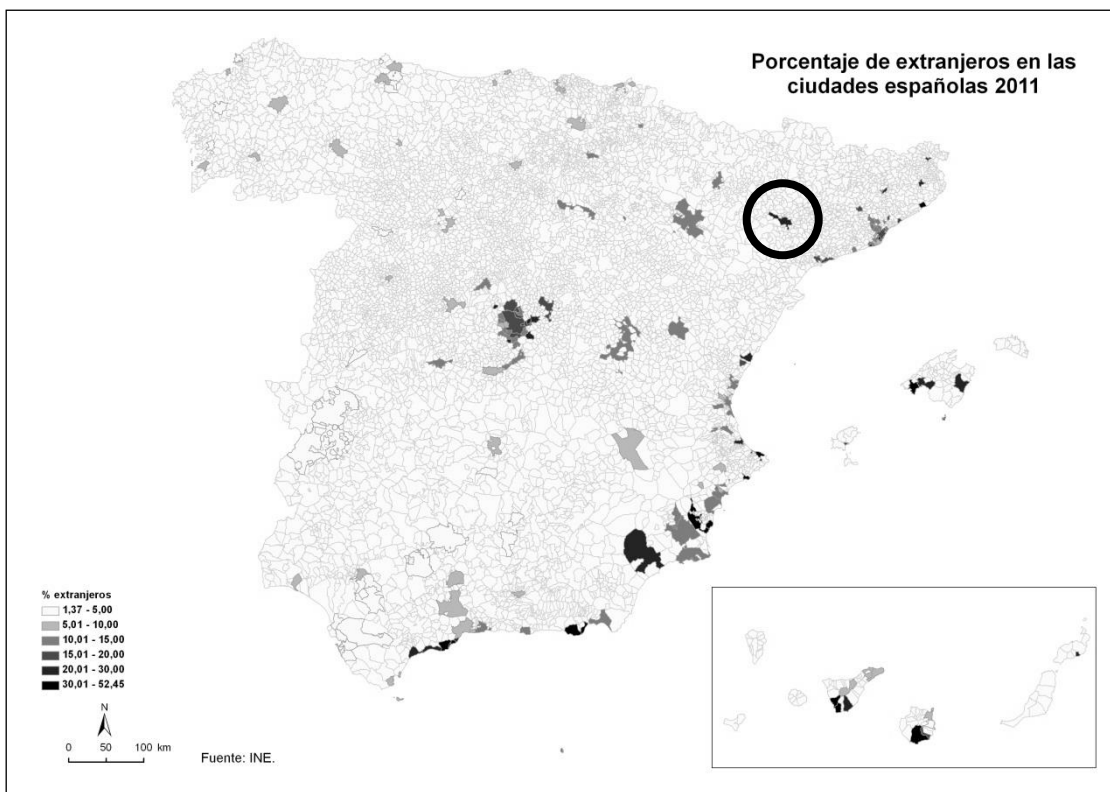 Porcentaje de extranjeros en las
ciudades españolas 2011
% extranjeros
1,37 - 5,00
5,01 - 10,00
10,01 - 15,00
15,01 - 20,00
20,01 - 30,00
30,01 - 52,45
N
0 50 100 km
Fuente: INE.